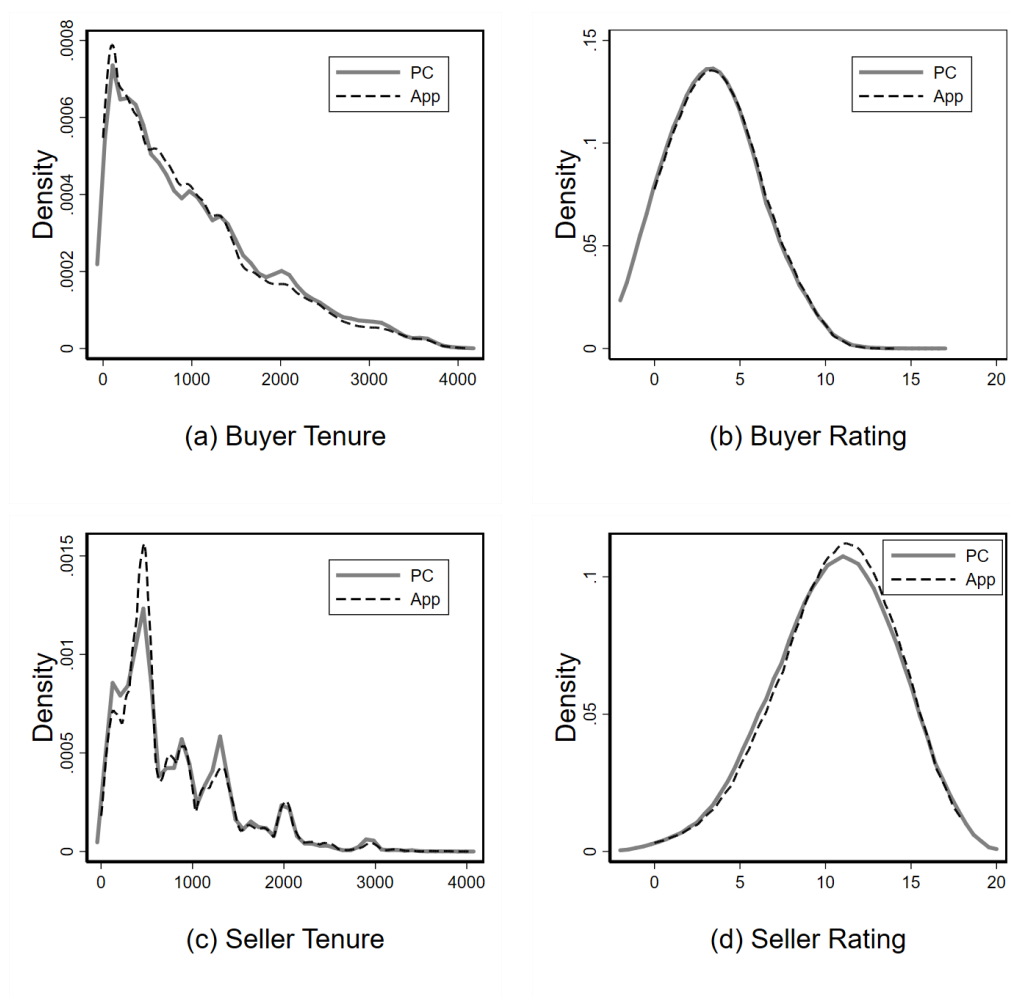 .0008
.0006
.0004
.0002
0
Density
PC
App
0 1000 2000 3000 4000
(a) Buyer Tenure
.15
.1
.05
0
Density
PC
App
0 5 10 15 20
(b) Buyer Rating
.0015
.001
.0005
0
Density
PC
App
0 1000 2000 3000 4000
(c) Seller Tenure
.1
.05
0
Density
PC
App
0 5 10 15 20
(d) Seller Rating